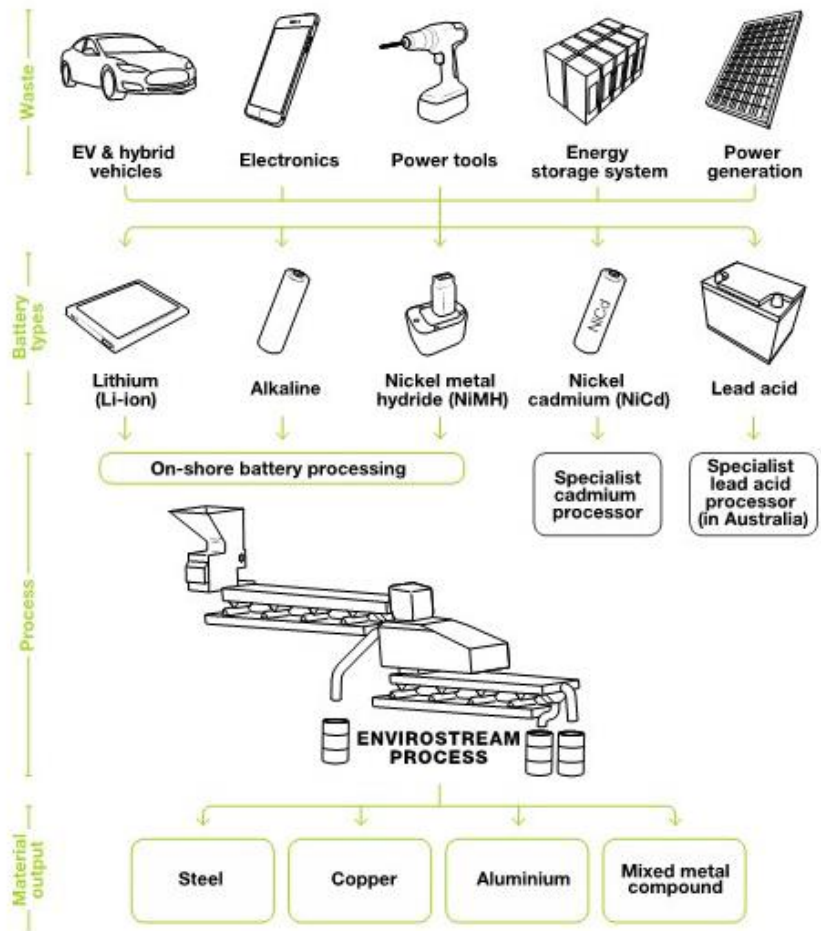 Waste
EV & hybrid
vehicles
Electronics
Power tools
Energy
storage system
Power
generation
Battery
types
Lithium
(Li-ion)
Alkaline
Nickel metal
hydride (NiMH)
NiCd
Nickel
cadmium (NiCd)
Lead acid
Process
On-shore battery processing
Specialist
cadmium
processor
Specialist
lead acid
processor
(in Australia)
ENVIROSTREAM
PROCESS
Material
output
Steel
Copper
Aluminium
Mixed metal
compound